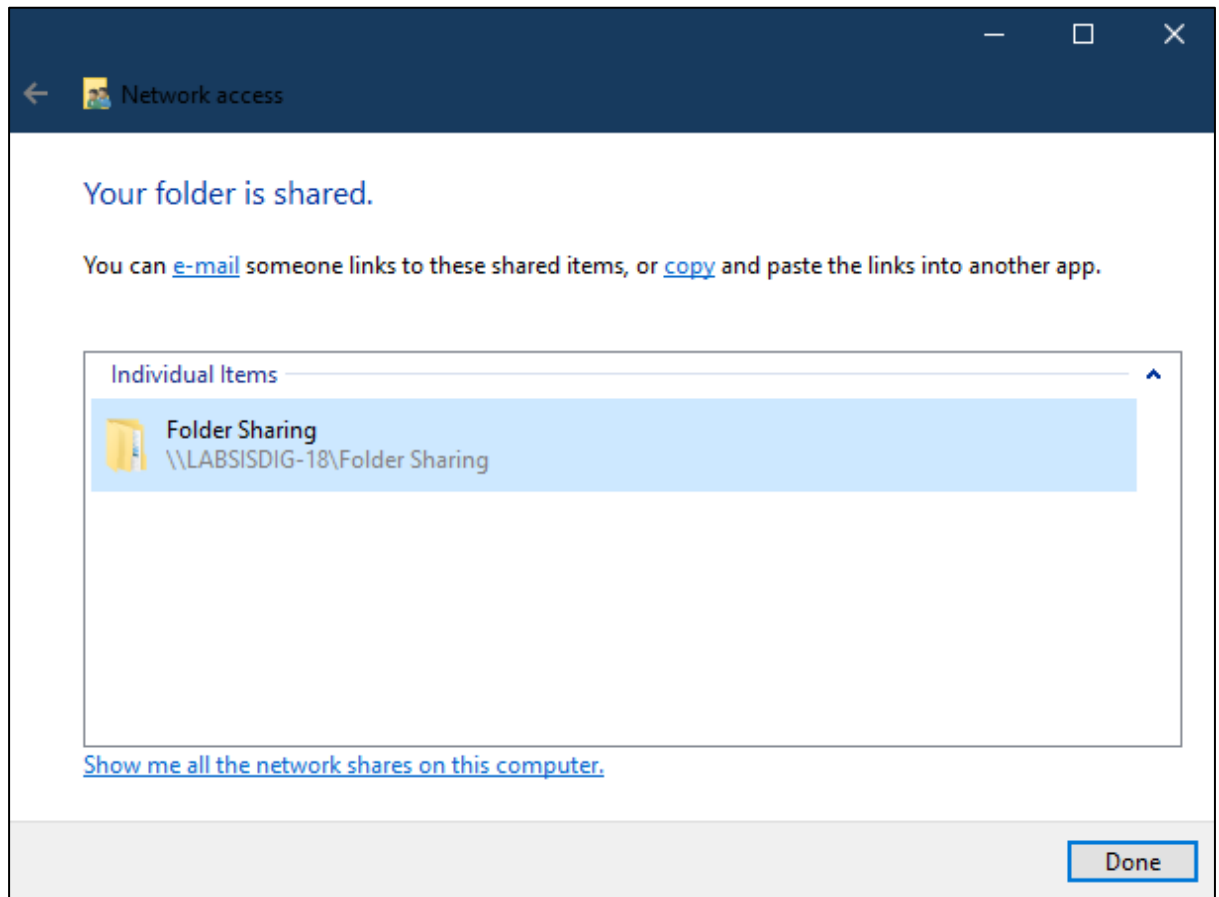 Network access
Your folder is shared.
You can e-mail someone links to these shared items, or copy and paste the links into another app.
Individual Items
Folder Sharing
\\LABSISDIG-18\Folder Sharing
Show me all the network shares on this computer.
Done